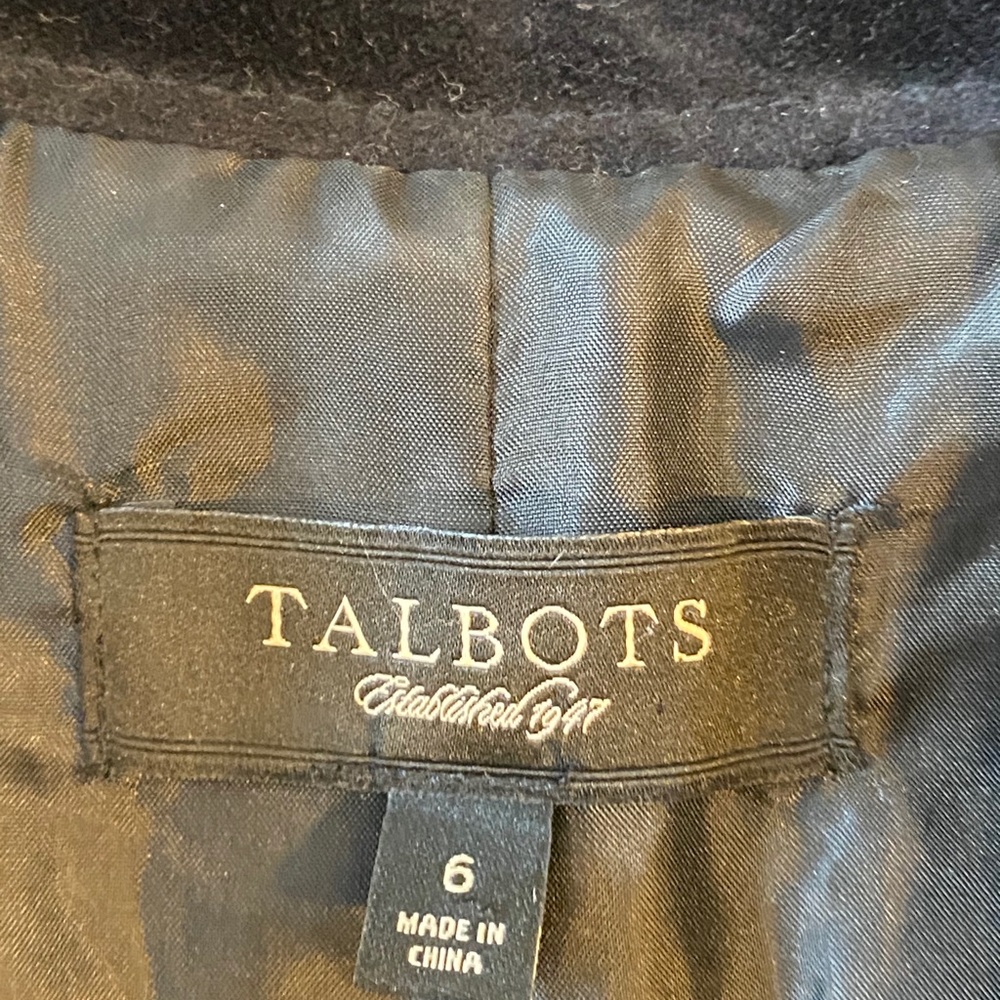 TALBOTS
Established 1947
6
MADE IN
CHINA